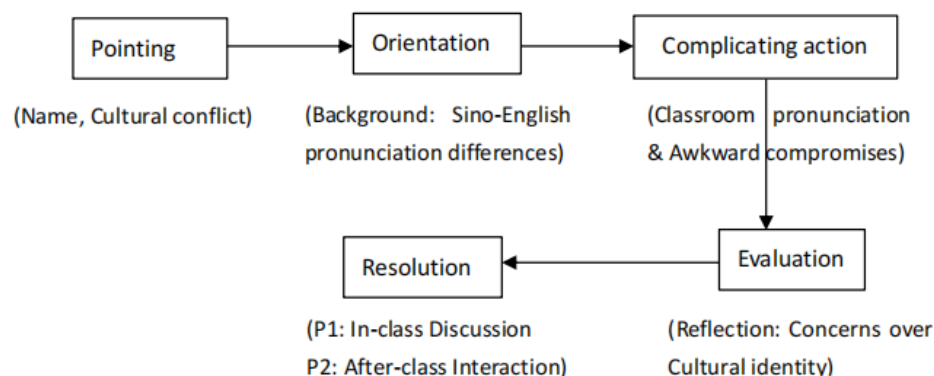 Pointing
Orientation
Complicating action
(Name, Cultural conflict)
(Background: Sino-English
pronunciation differences)
(Classroom pronunciation
& Awkward compromises)
Resolution
Evaluation
(P1: In-class Discussion
P2: After-class Interaction)
(Reflection: Concerns over
Cultural identity)